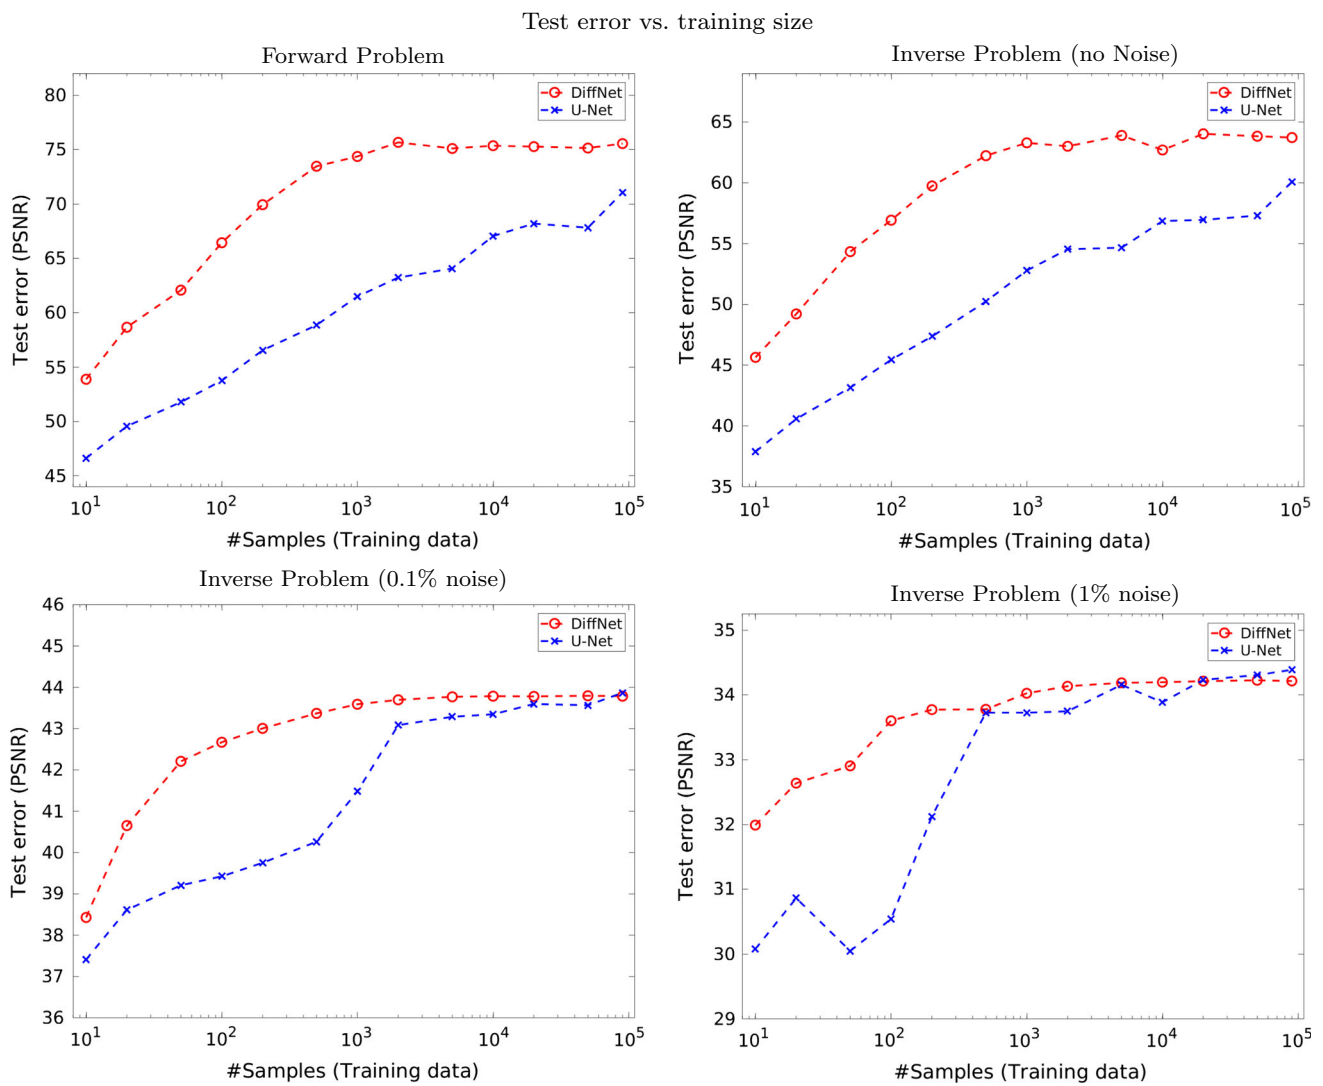 Test error vs. training size
Forward Problem
80
75
70
65
60
55
50
45
Test error (PSNR)
DiffNet
U-Net
10^1
10^2
10^3
10^4
10^5
#Samples (Training data)
Inverse Problem (no Noise)
65
60
55
50
45
40
35
Test error (PSNR)
DiffNet
U-Net
10^1
10^2
10^3
10^4
10^5
#Samples (Training data)
Inverse Problem (0.1% noise)
46
45
44
43
42
41
40
39
38
37
36
Test error (PSNR)
DiffNet
U-Net
10^1
10^2
10^3
10^4
10^5
#Samples (Training data)
Inverse Problem (1% noise)
35
34
33
32
31
30
29
Test error (PSNR)
DiffNet
U-Net
10^1
10^2
10^3
10^4
10^5
#Samples (Training data)